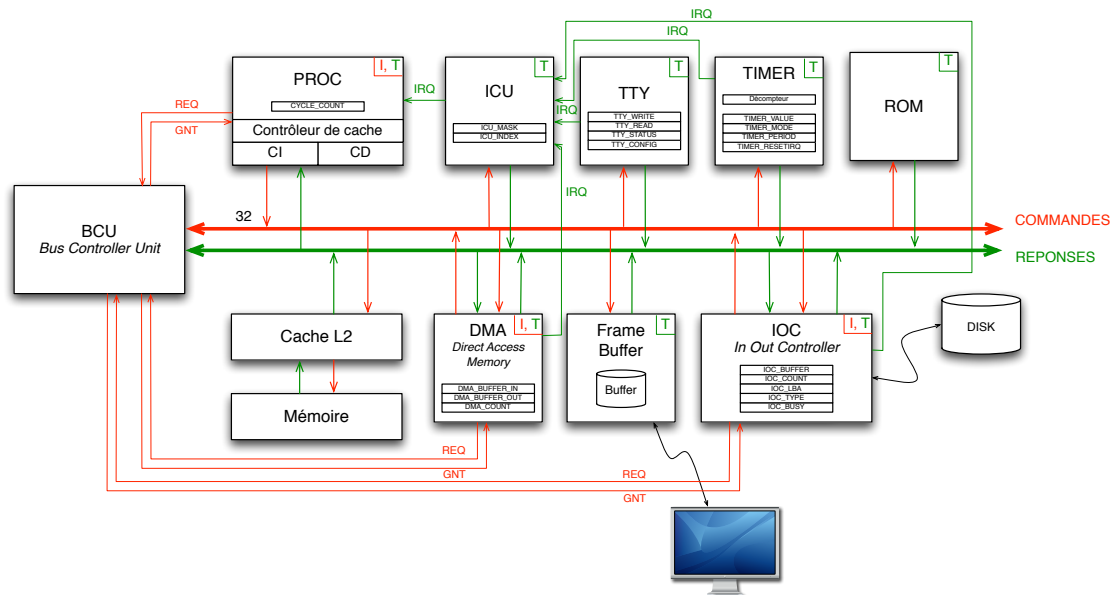 IRQ
IRQ
PROC
I, T
CYCLE_COUNT
Contrôleur de cache
CI
CD
IRQ
ICU
T
ICU_MASK
ICU_INDEX
IRQ
IRQ
TTY
T
TTY_WRITE
TTY_READ
TTY_STATUS
TTY_CONFIG
TIMER
T
Décompteur
TIMER_VALUE
TIMER_MODE
TIMER_PERIOD
TIMER_RESETIRQ
ROM
T
REQ
GNT
BCU
Bus Controller Unit
32
COMMANDES
REPONSES
Cache L2
Mémoire
DMA
I, T
Direct Access
Memory
DMA_BUFFER_IN
DMA_BUFFER_OUT
DMA_COUNT
Frame
Buffer
T
Buffer
IOC
I, T
In Out Controller
IOC_BUFFER
IOC_COUNT
IOC_LBA
IOC_TYPE
IOC_BUSY
DISK
REQ
GNT
REQ
GNT